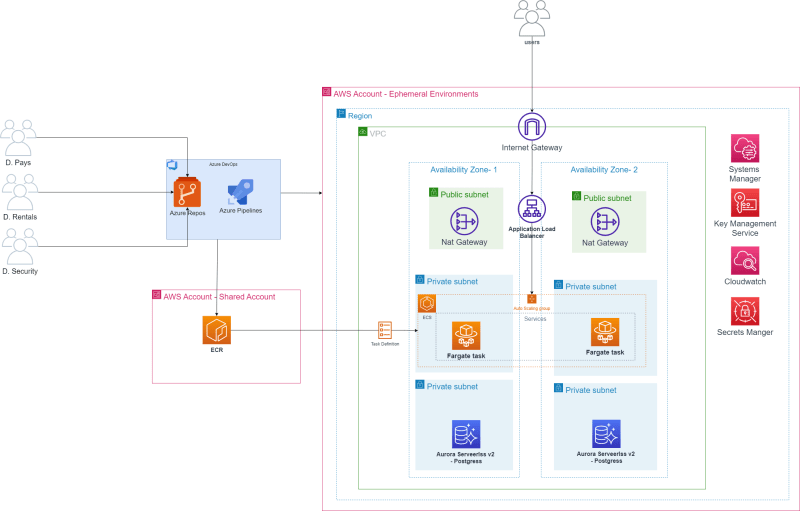 users
AWS Account - Ephemeral Environments
Region
VPC
Internet Gateway
Availability Zone- 1
Availability Zone- 2
Public subnet
Nat Gateway
Application Load
Balancer
Public subnet
Nat Gateway
Private subnet
Private subnet
ECS
Auto Scaling group
Services
Fargate task
Fargate task
Private subnet
Private subnet
Aurora Serveerlss v2
- Postgress
Aurora Serveerlss v2
- Postgress
Systems
Manager
Key Management
Service
Cloudwatch
Secrets Manger
D. Pays
D. Rentals
D. Security
Azure DevOps
Azure Repos
Azure Pipelines
AWS Account - Shared Account
ECR
Task Definition